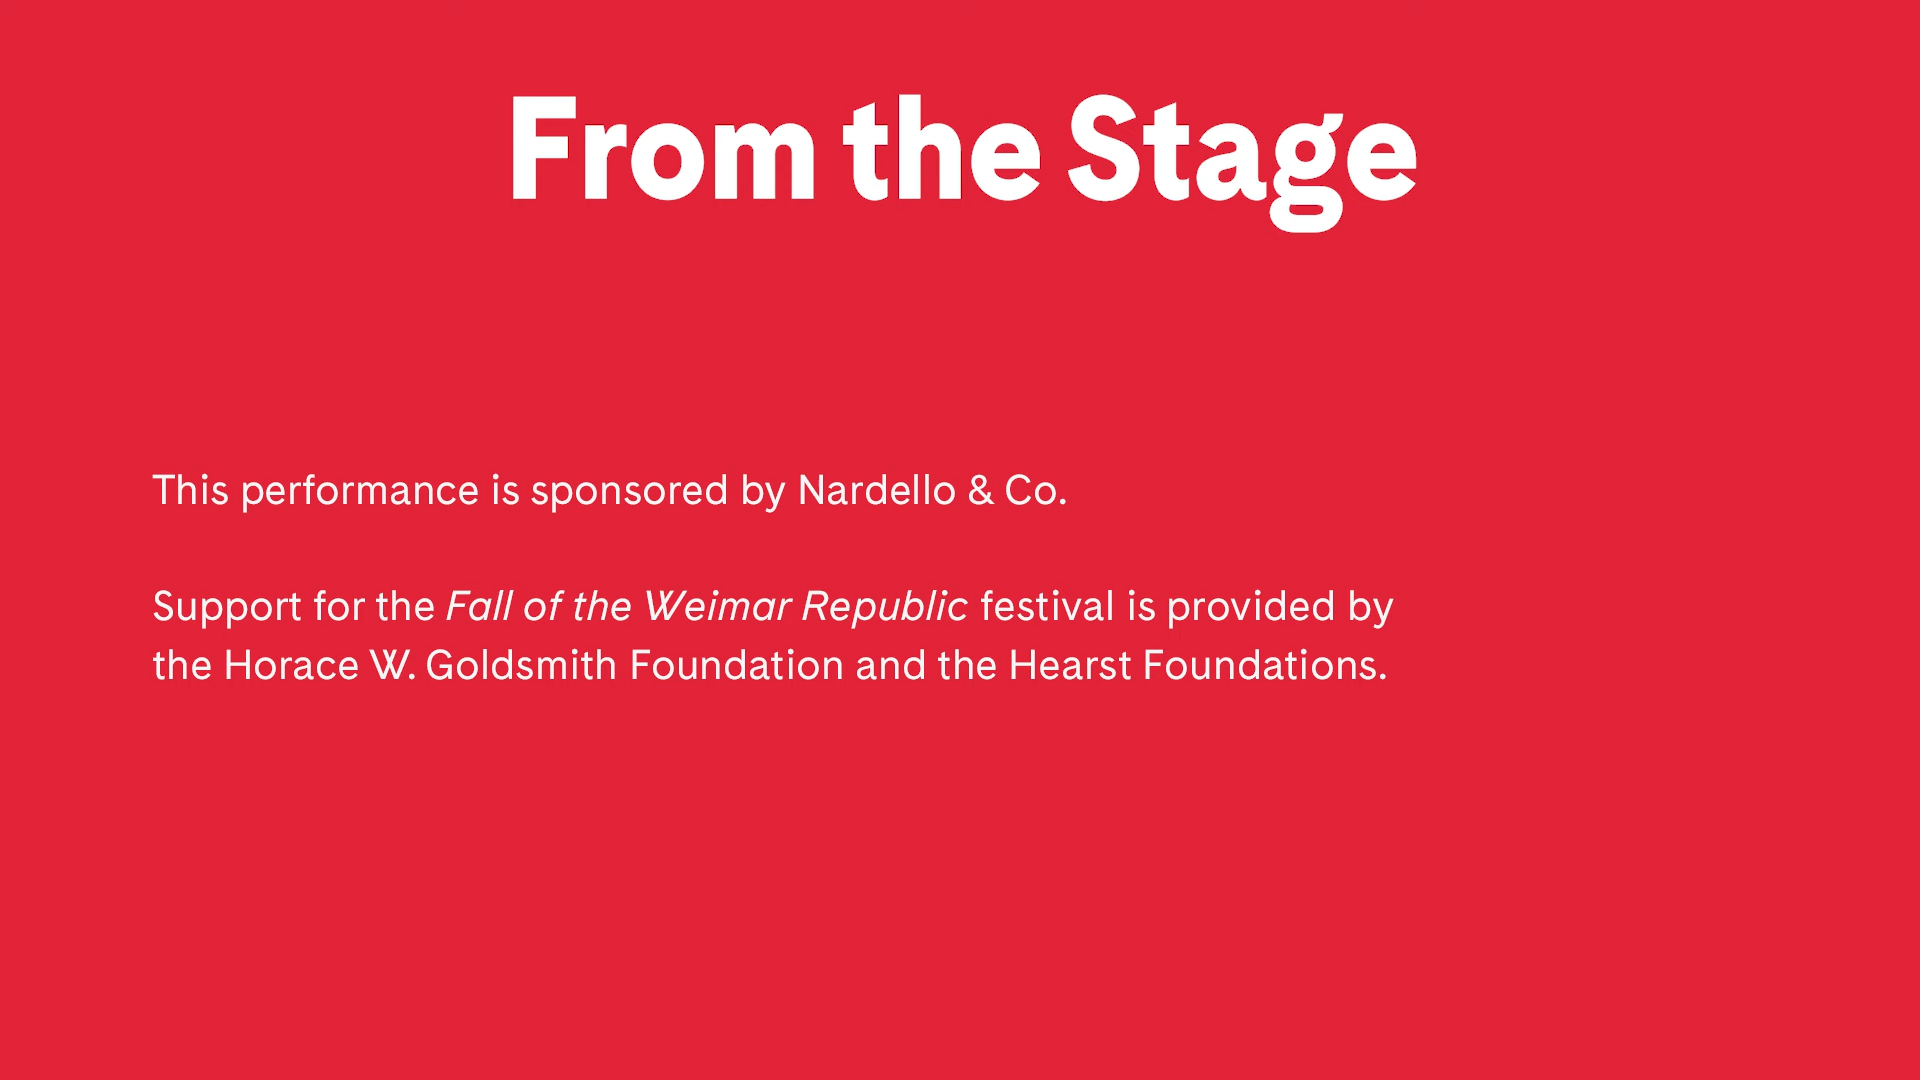 From the Stage
This performance is sponsored by Nardello & Co.
Support for the Fall of the Weimar Republic festival is provided by
the Horace W. Goldsmith Foundation and the Hearst Foundations.